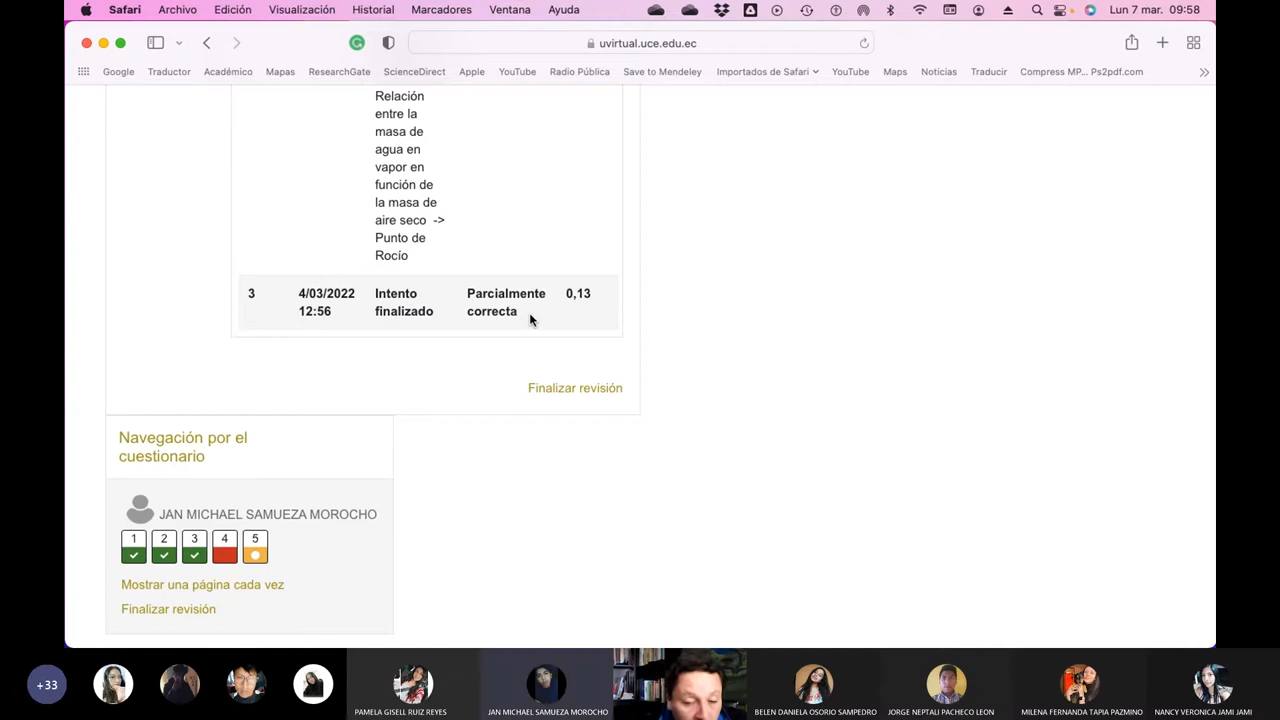 Safari Archivo Edición Visualización Historial Marcadores Ventana Ayuda Lun 7 mar. 09:58
uvirtual.uce.edu.ec
Google Traductor Académico Mapas ResearchGate ScienceDirect Apple YouTube Radio Pública Save to Mendeley Importados de Safari YouTube Maps Noticias Traducir Compress MP... Ps2pdf.com
Relación
entre la
masa de
agua en
vapor en
función de
la masa de
aire seco ->
Punto de
Rocío
3 4/03/2022 Intento Parcialmente 0,13
12:56 finalizado correcta
Finalizar revisión
Navegación por el
cuestionario
JAN MICHAEL SAMUEZA MOROCHO
1 2 3 4 5
Mostrar una página cada vez
Finalizar revisión
+33
PAMELA GISELL RUIZ REYES JAN MICHAEL SAMUEZA MOROCHO BELEN DANIELA OSORIO SAMPEDRO JORGE NEPTALI PACHECO LEON MILENA FERNANDA TAPIA PAZMINO NANCY VERONICA JAMI JAMI